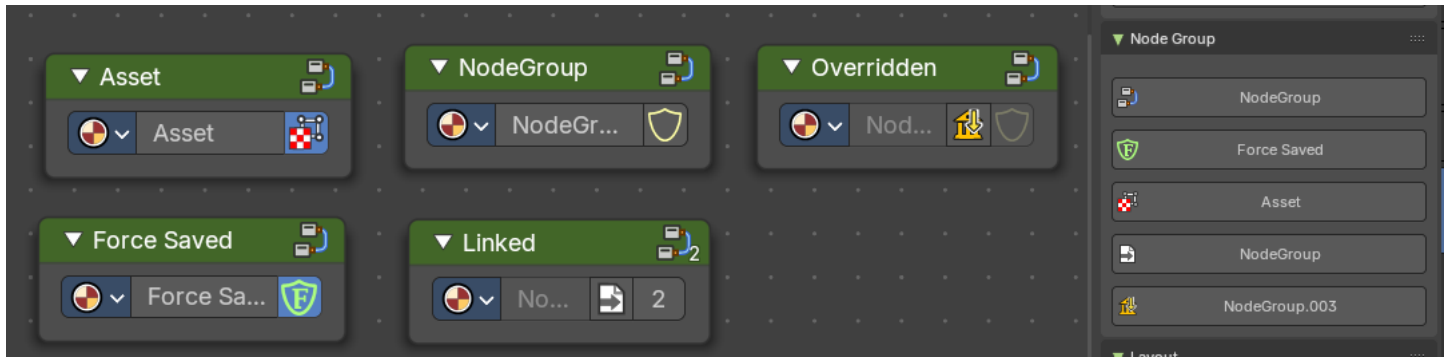 Asset
Asset
NodeGroup
NodeGr...
Overridden
Nod...
Force Saved
Force Sa...
F
Linked
2
No...
2
Node Group
NodeGroup
F
Force Saved
Asset
NodeGroup
NodeGroup.003
Layout